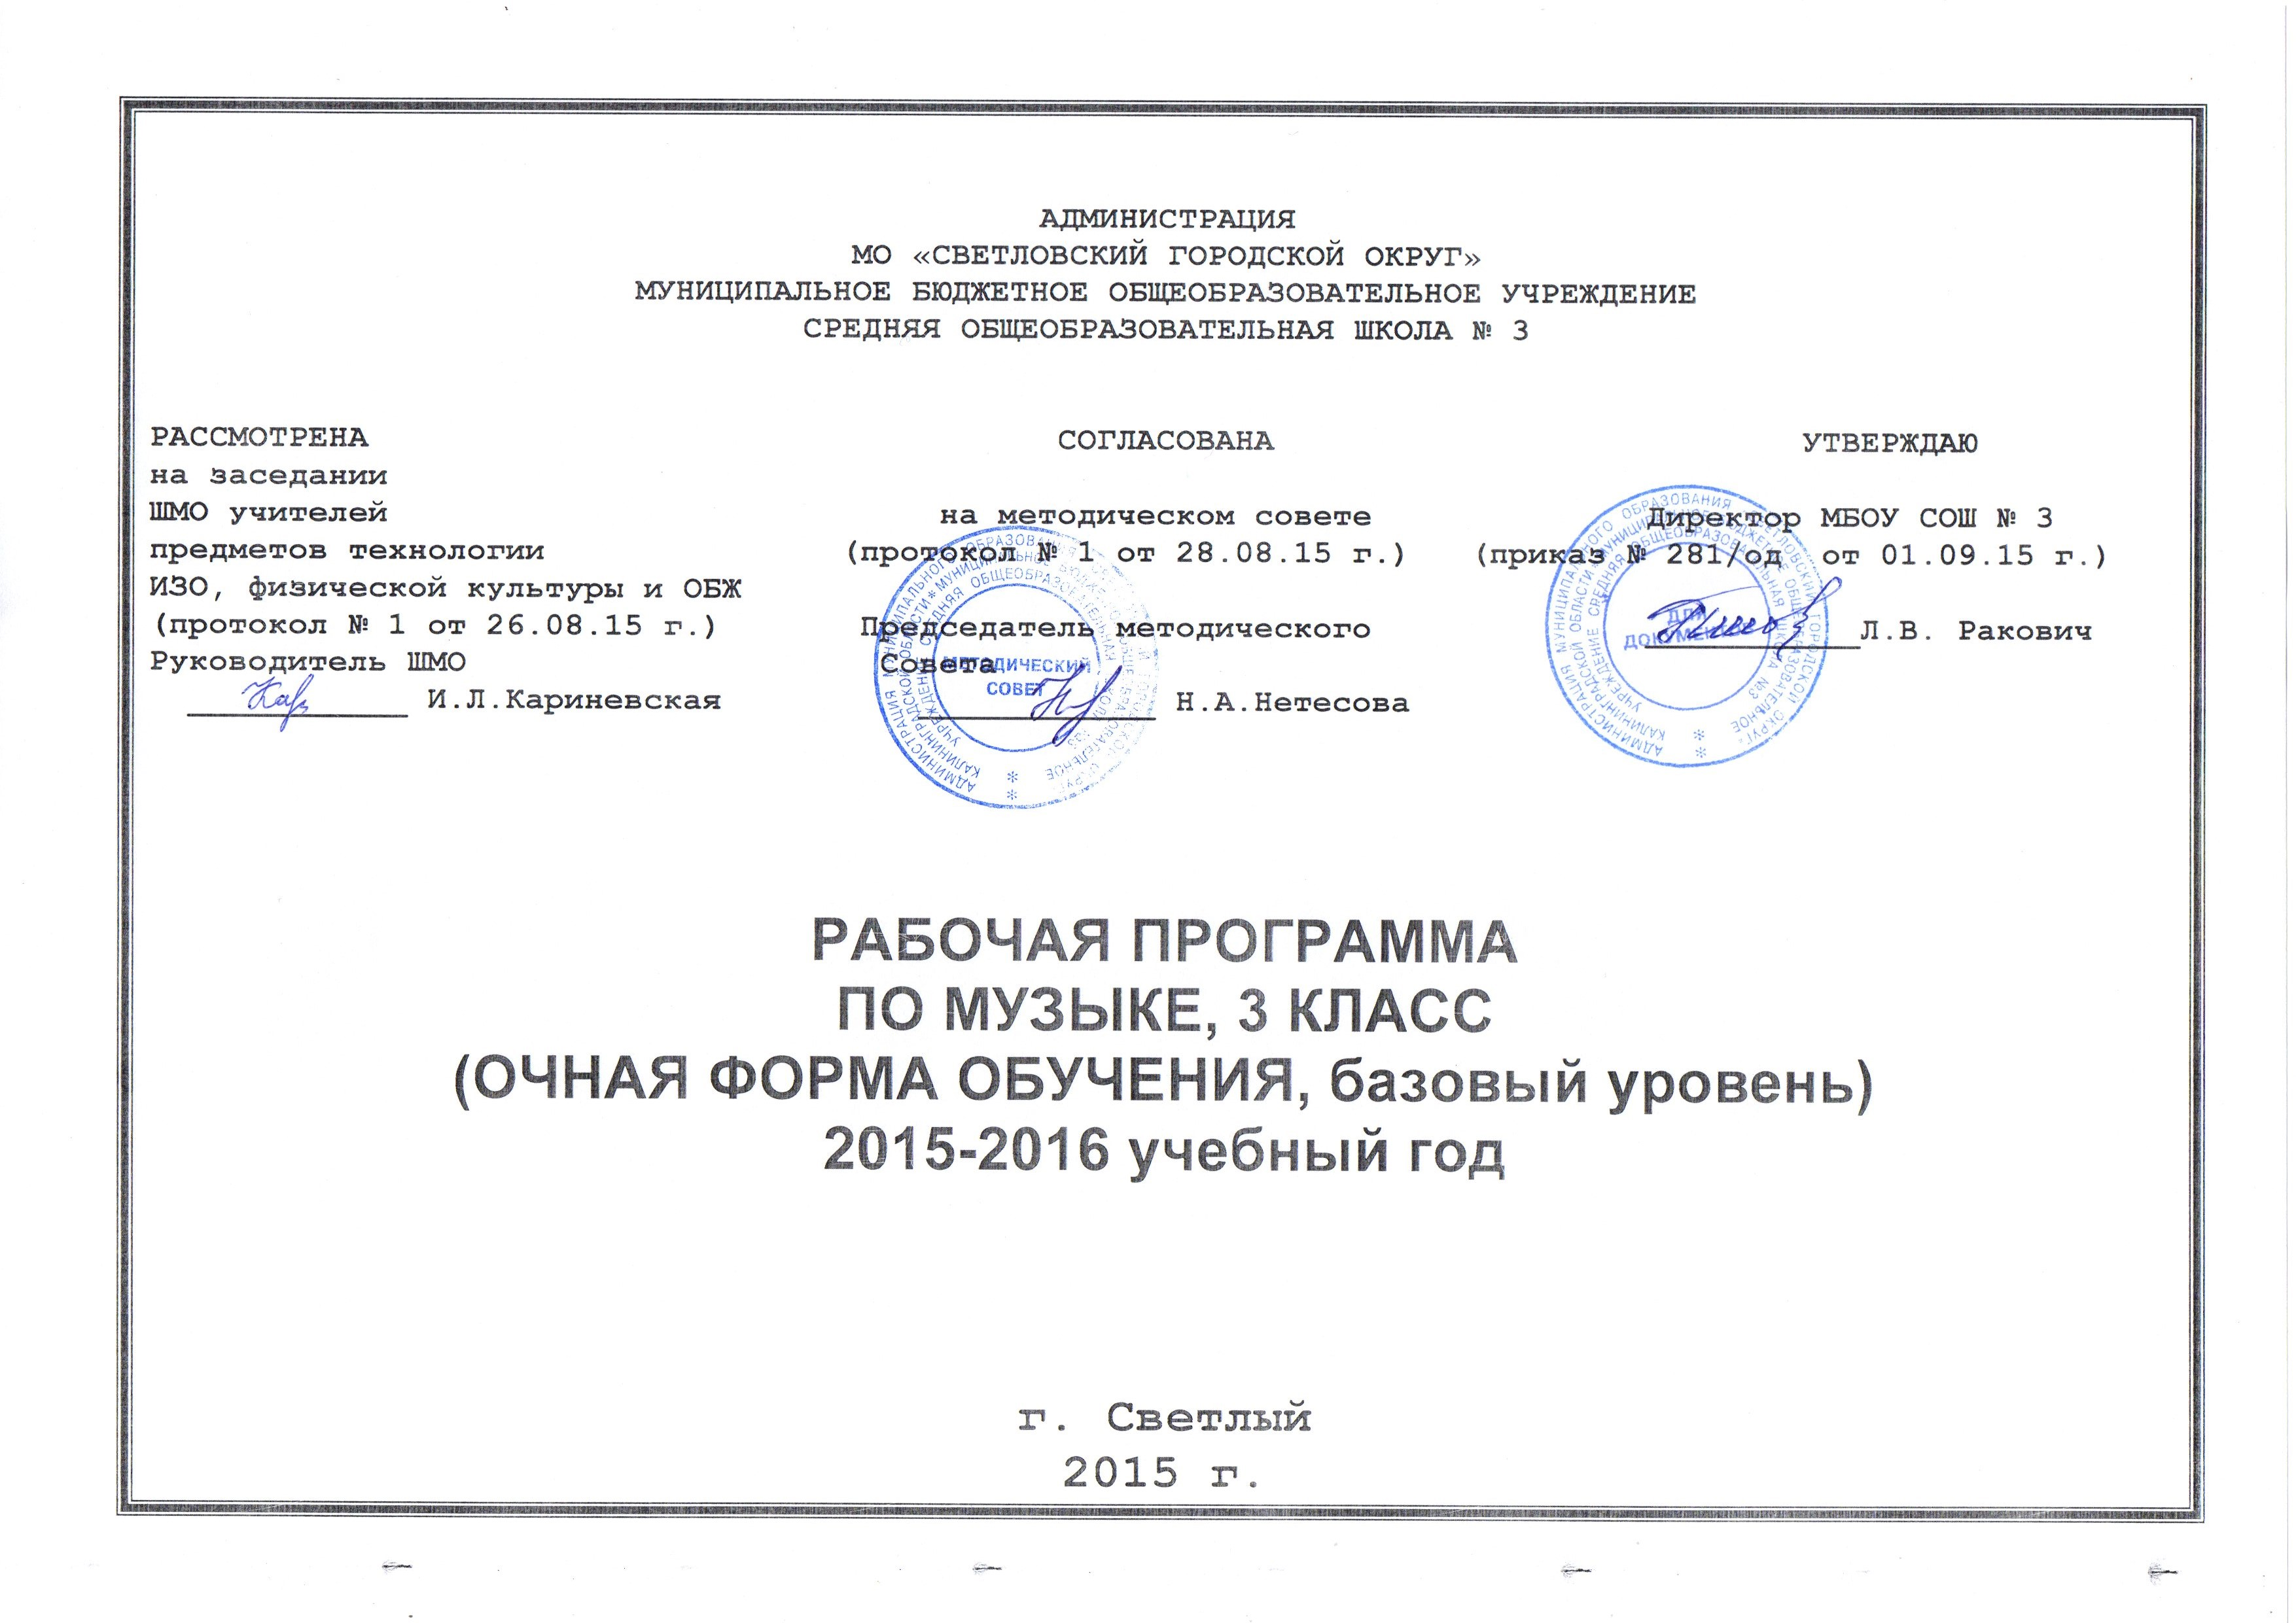 АДМИНИСТРАЦИЯ
МО «СВЕТЛОВСКИЙ ГОРОДСКОЙ ОКРУГ»
МУНИЦИПАЛЬНОЕ БЮДЖЕТНОЕ ОБЩЕОБРАЗОВАТЕЛЬНОЕ УЧРЕЖДЕНИЕ
СРЕДНЯЯ ОБЩЕОБРАЗОВАТЕЛЬНАЯ ШКОЛА № 3
РАССМОТРЕНА
на заседании
ШМО учителей
предметов технологии
ИЗО, физической культуры и ОБЖ
(протокол № 1 от 26.08.15 г.)
Руководитель ШМО
И.Л.Кариневская
СОГЛАСОВАНА
на методическом совете
(протокол № 1 от 28.08.15 г.)
Председатель методического
Совета
Н.А.Нетесова
МЕТОДИЧЕСКИЙ
СОВЕТ
УТВЕРЖДАЮ
Директор МБОУ СОШ № 3
(приказ № 281/од от 01.09.15 г.)
Л.В. Ракович
ДЛЯ
РАБОЧАЯ ПРОГРАММА
ПО МУЗЫКЕ, 3 КЛАСС
(ОЧНАЯ ФОРМА ОБУЧЕНИЯ, базовый уровень)
2015-2016 учебный год
г. Светлый
2015 г.